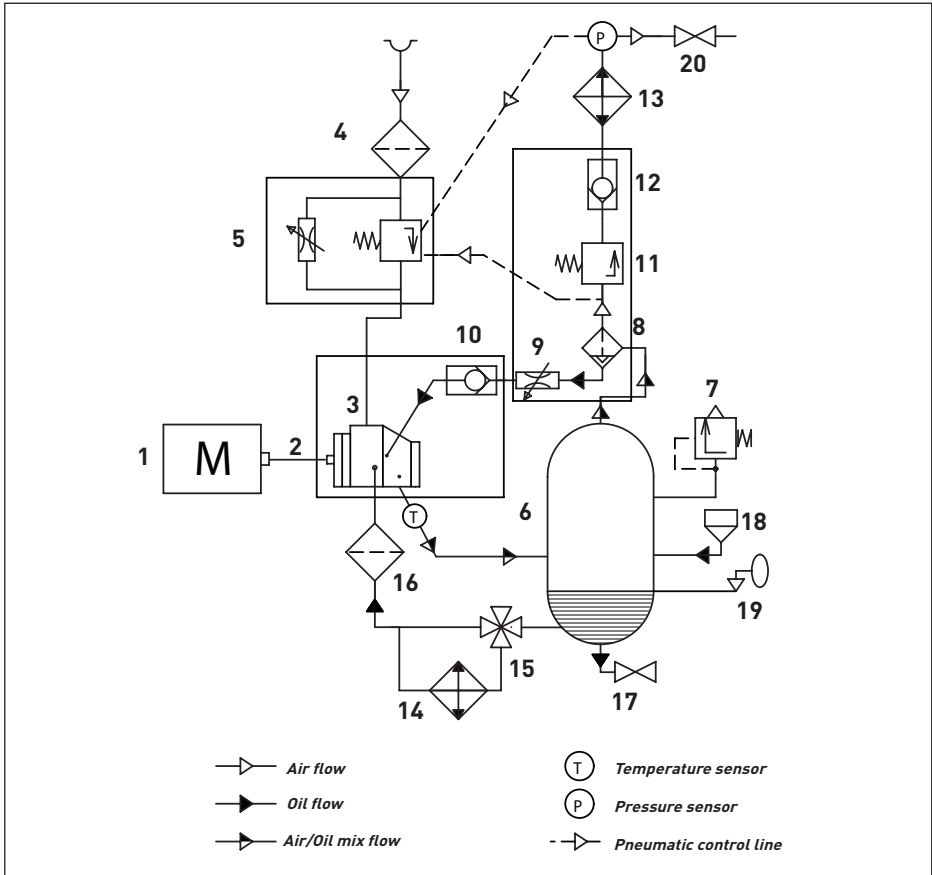 P
20
13
4
12
5
11
8
10
9
7
3
1
M
2
6
18
T
16
19
15
14
17
Air flow
T
Temperature sensor
Oil flow
P
Pressure sensor
Air/Oil mix flow
Pneumatic control line